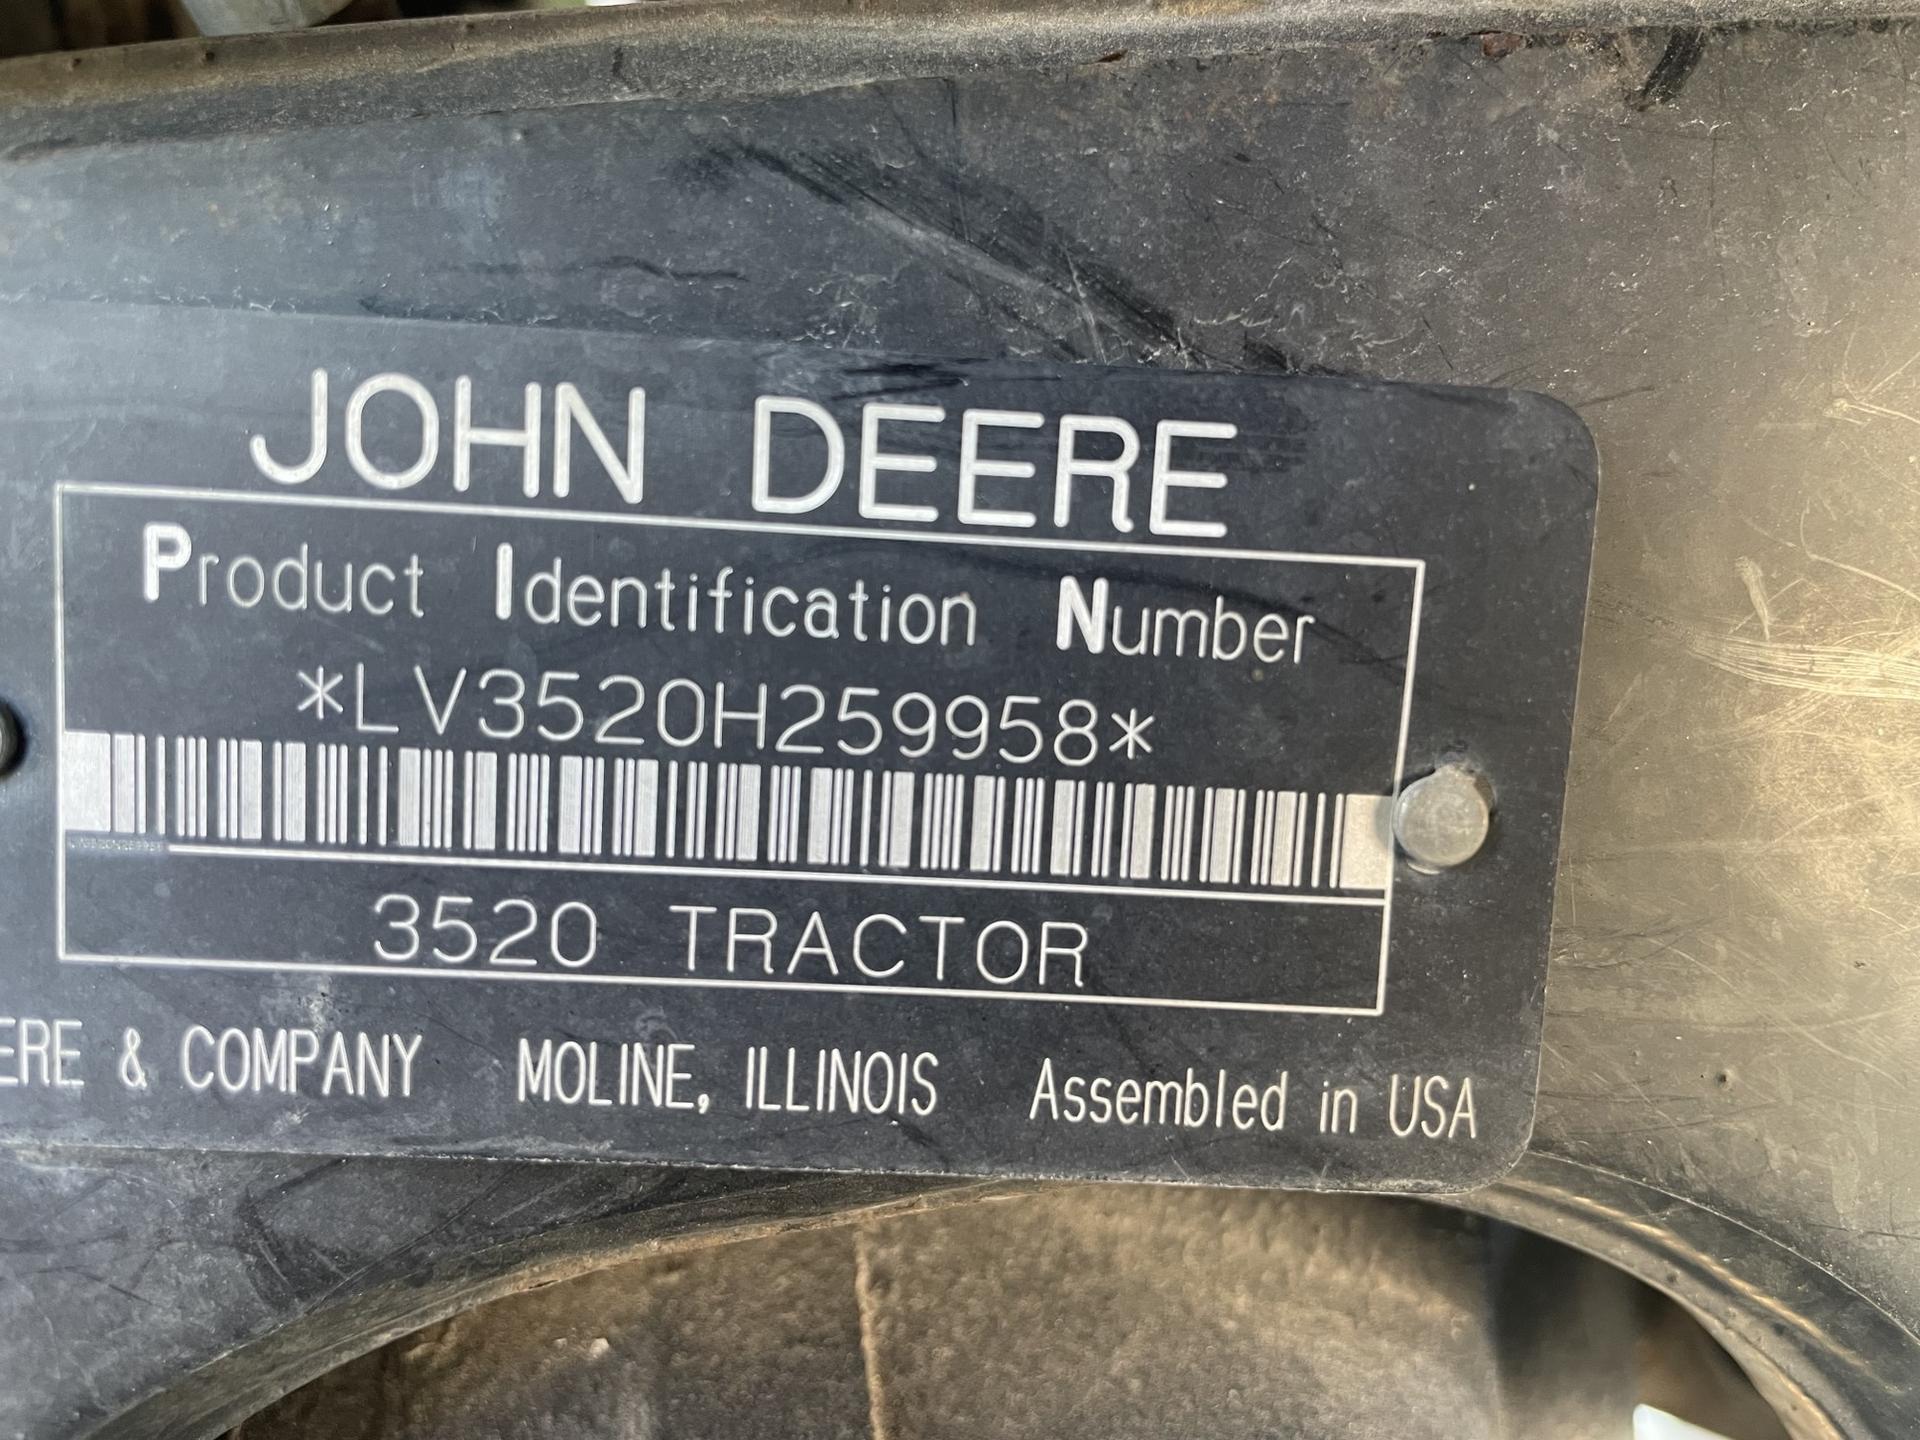 JOHN DEERE
Product Identification Number
*LV3520H259958*
3520 TRACTOR
ERE & COMPANY MOLINE, ILLINOIS Assembled in USA